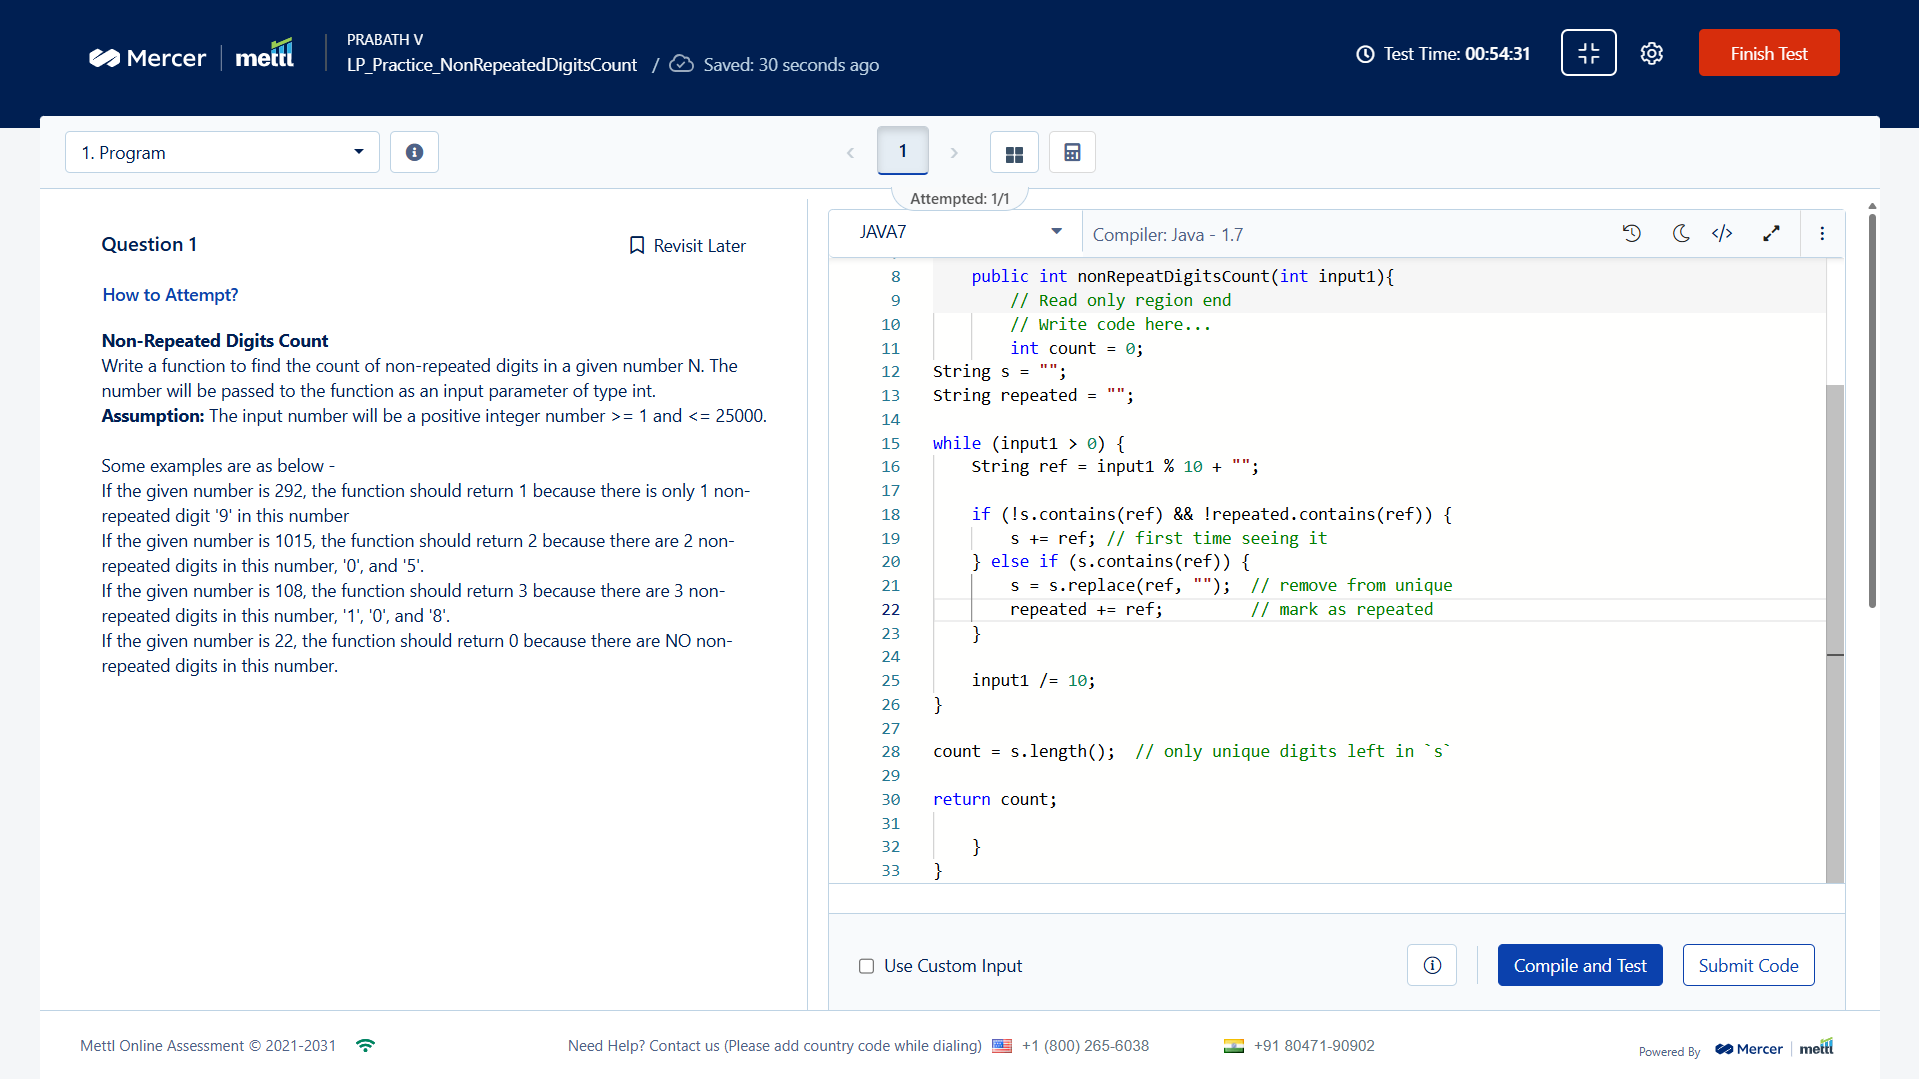 Mercer mettl
PRABATH V
LP_Practice_NonRepeatedDigitsCount / Saved: 30 seconds ago
Test Time: 00:54:31
Finish Test
1. Program
1
Attempted: 1/1
Question 1
Revisit Later
How to Attempt?
Non-Repeated Digits Count
Write a function to find the count of non-repeated digits in a given number N. The
number will be passed to the function as an input parameter of type int.
Assumption: The input number will be a positive integer number >= 1 and <= 25000.
Some examples are as below -
If the given number is 292, the function should return 1 because there is only 1 non-
repeated digit '9' in this number
If the given number is 1015, the function should return 2 because there are 2 non-
repeated digits in this number, '0', and '5'.
If the given number is 108, the function should return 3 because there are 3 non-
repeated digits in this number, '1', '0', and '8'.
If the given number is 22, the function should return 0 because there are NO non-
repeated digits in this number.
JAVA7
Compiler: Java - 1.7
8 public int nonRepeatDigitsCount(int input1){
9 // Read only region end
10 // Write code here...
11 int count = 0;
12 String s = "";
13 String repeated = "";
14
15 while (input1 > 0) {
16 String ref = input1 % 10 + "";
17
18 if (!s.contains(ref) && !repeated.contains(ref)) {
19 s += ref; // first time seeing it
20 } else if (s.contains(ref)) {
21 s = s.replace(ref, ""); // remove from unique
22 repeated += ref; // mark as repeated
23 }
24
25 input1 /= 10;
26 }
27
28 count = s.length(); // only unique digits left in `s`
29
30 return count;
31
32 }
33 }
Use Custom Input
Compile and Test
Submit Code
Mettl Online Assessment © 2021-2031
Need Help? Contact us (Please add country code while dialing) +1 (800) 265-6038 +91 80471-90902
Powered By Mercer mettl